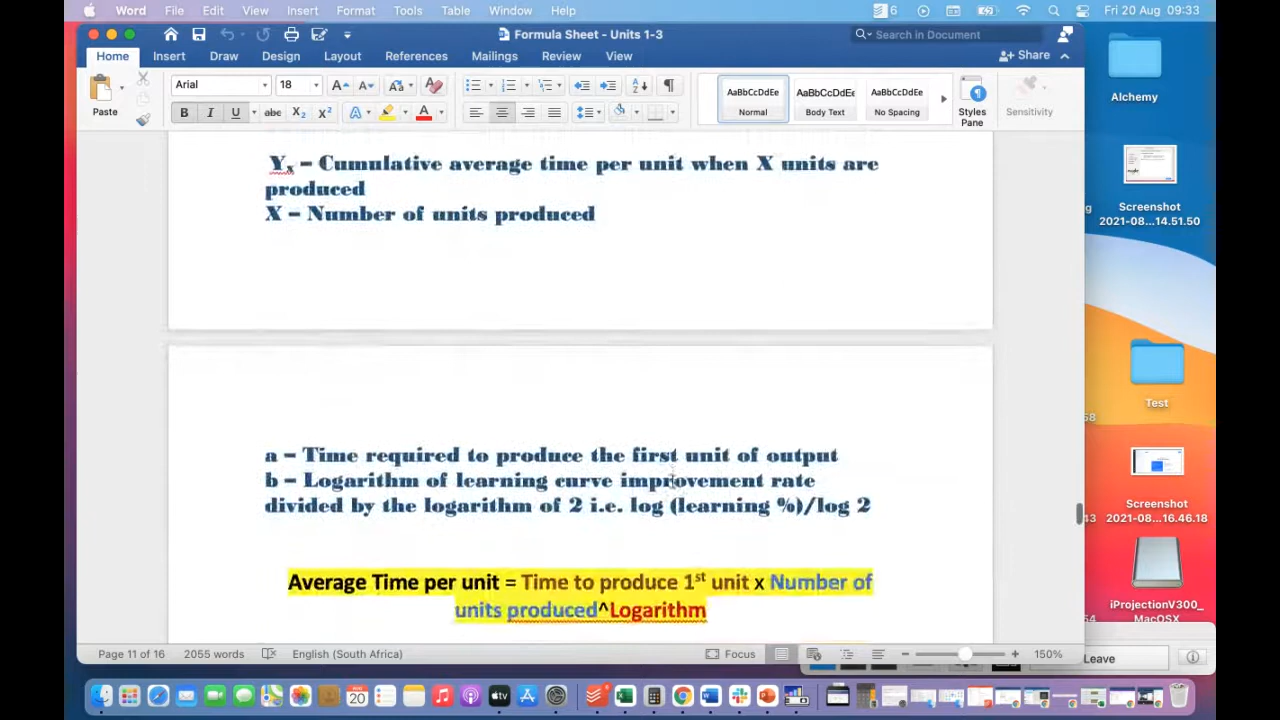 Word File Edit View Insert Format Tools Table Window Help 6 Fri 20 Aug 09:33
Formula Sheet - Units 1-3
Search in Document
Home Insert Draw Design Layout References Mailings Review View Share
Paste
Arial 18
AaBbCcDdEe AaBbCcDdEe AaBbCcDdEe
Normal Body Text No Spacing
Styles Pane
Sensitivity
Alchemy
Screenshot
2021-08...14.51.50
Yx – Cumulative average time per unit when X units are
produced
X – Number of units produced
a – Time required to produce the first unit of output
b – Logarithm of learning curve improvement rate
divided by the logarithm of 2 i.e. log (learning %)/log 2
Average Time per unit = Time to produce 1st unit x Number of
units produced^Logarithm
Test
Screenshot
2021-08...16.46.18
iProjectionV300_
MacOSX
Leave
Page 11 of 16 2055 words English (South Africa) Focus 150%
20